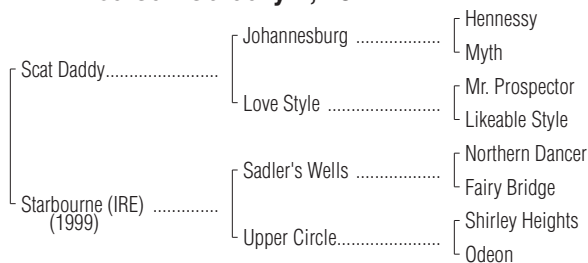 Hennessy
Johannesburg ...................
Myth
Scat Daddy.........................
Mr. Prospector
Love Style .........................
Likeable Style
Northern Dancer
Sadler's Wells ...................
Fairy Bridge
Starbourne (IRE) ..............
(1999)
Shirley Heights
Upper Circle.......................
Odeon